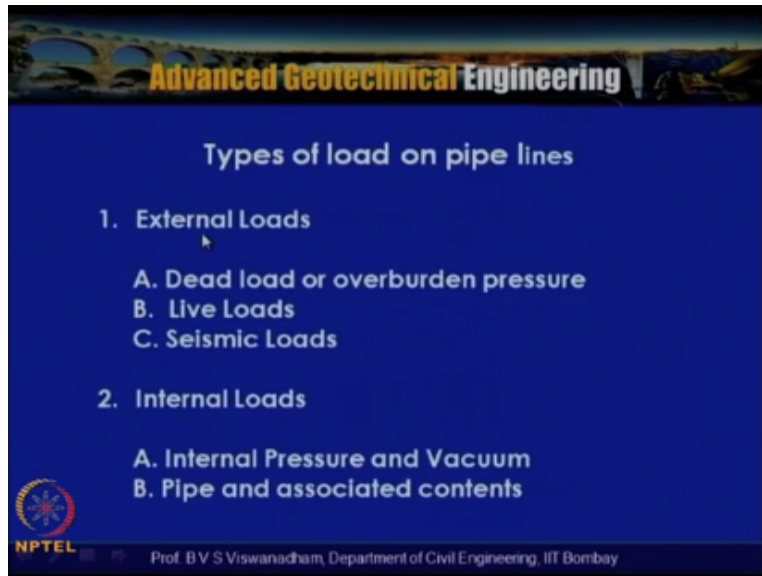 Advanced Geotechnical Engineering
Types of load on pipe lines
1. External Loads
A. Dead load or overburden pressure
B. Live Loads
C. Seismic Loads
2. Internal Loads
A. Internal Pressure and Vacuum
B. Pipe and associated contents
NPTEL
Prof. B V S Viswanadham, Department of Civil Engineering, IIT Bombay